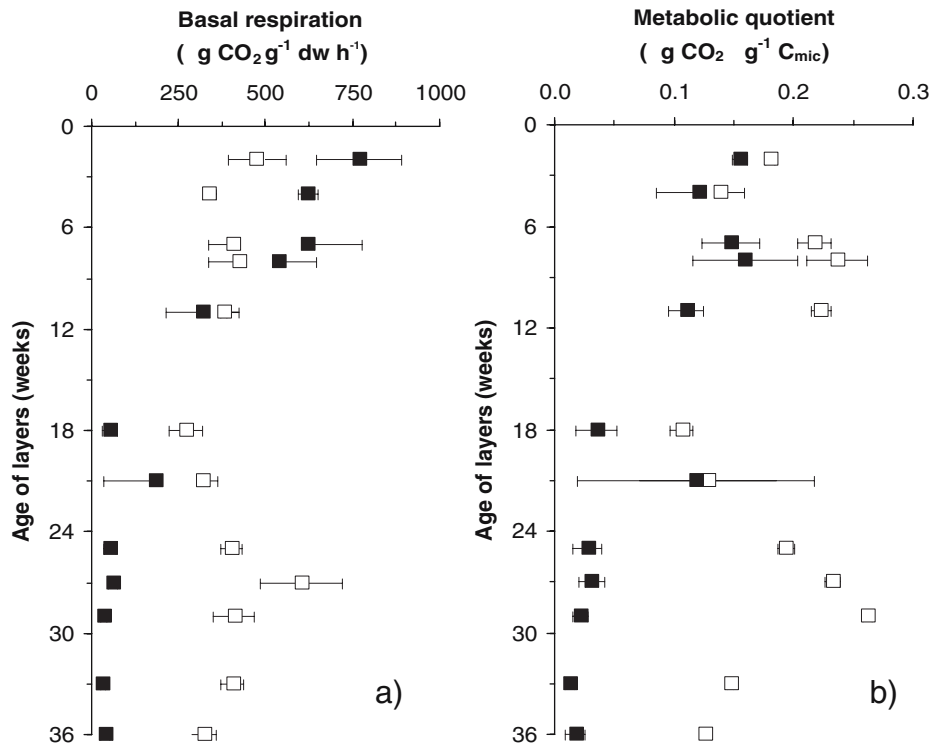 Basal respiration
( g CO2 g-1 dw h-1)
0 250 500 750 1000
0
6
12
18
24
30
36
Age of layers (weeks)
a)
Metabolic quotient
( g CO2 g-1 Cmic)
0.0 0.1 0.2 0.3
Age of layers (weeks)
0
6
12
18
24
30
36
b)